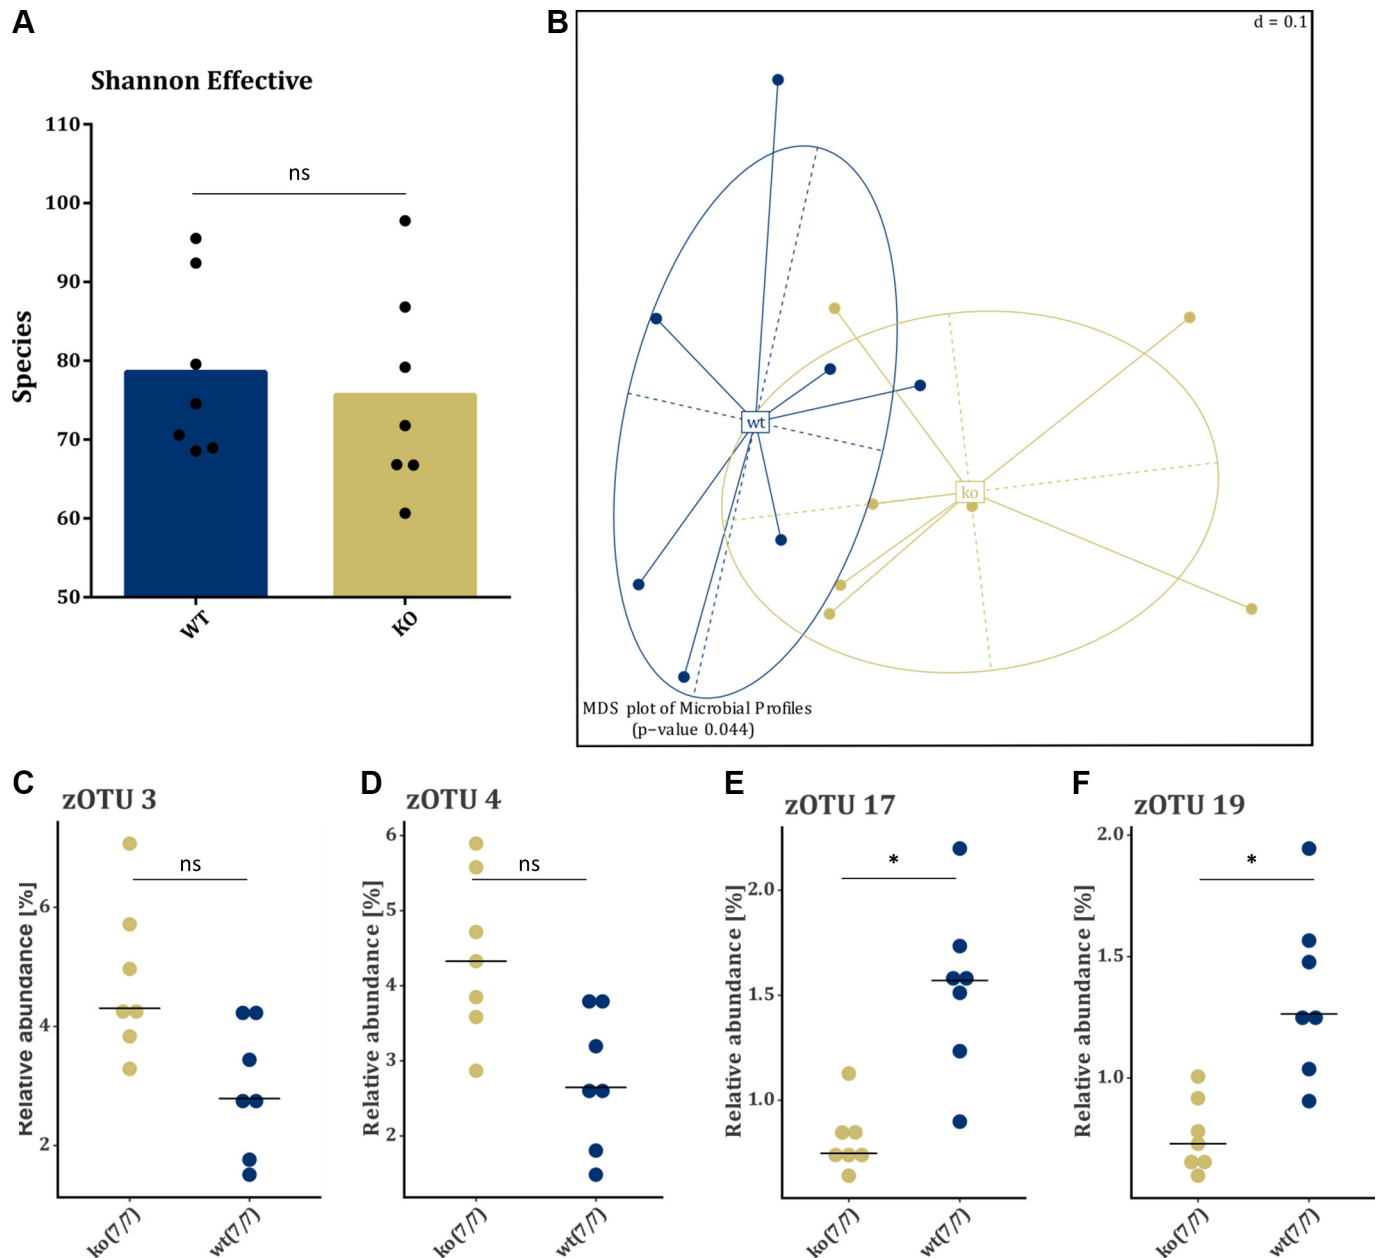 A
Shannon Effective
110
100
90
80
70
60
50
Species
ns
WT
KO
B
d = 0.1
wt
ko
MDS plot of Microbial Profiles
(p−value 0.044)
C
zOTU 3
Relative abundance [%]
6
4
2
ns
ko(7/7)
wt(7/7)
D
zOTU 4
Relative abundance [%]
6
5
4
3
2
ns
ko(7/7)
wt(7/7)
E
zOTU 17
Relative abundance [%]
2.0
1.5
1.0
*
ko(7/7)
wt(7/7)
F
zOTU 19
Relative abundance [%]
2.0
1.5
1.0
*
ko(7/7)
wt(7/7)